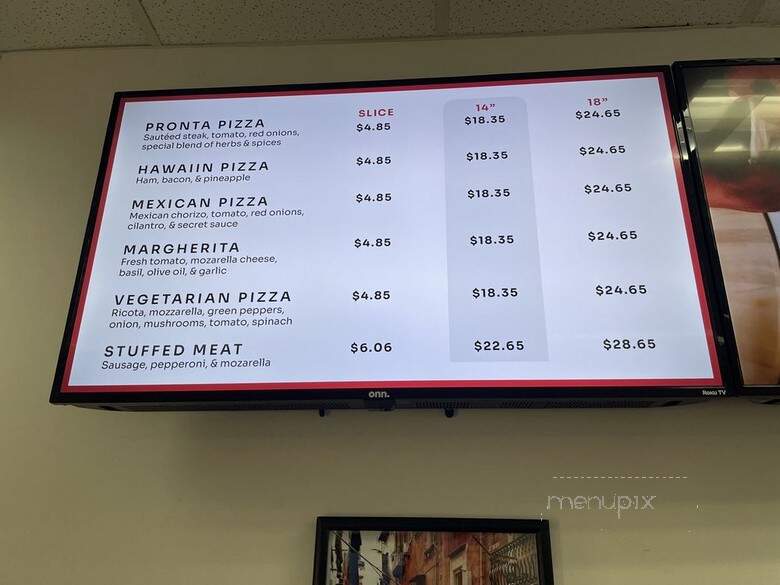 SLICE 14" 18"
PRONTA PIZZA $4.85 $18.35 $24.65
Sautéed steak, tomato, red onions,
special blend of herbs & spices
HAWAIIN PIZZA $4.85 $18.35 $24.65
Ham, bacon, & pineapple
MEXICAN PIZZA $4.85 $18.35 $24.65
Mexican chorizo, tomato, red onions,
cilantro, & secret sauce
MARGHERITA $4.85 $18.35 $24.65
Fresh tomato, mozarella cheese,
basil, olive oil, & garlic
VEGETARIAN PIZZA $4.85 $18.35 $24.65
Ricota, mozzarella, green peppers,
onion, mushrooms, tomato, spinach
STUFFED MEAT $6.06 $22.65 $28.65
Sausage, pepperoni, & mozarella
onn.
Roku TV
menupix